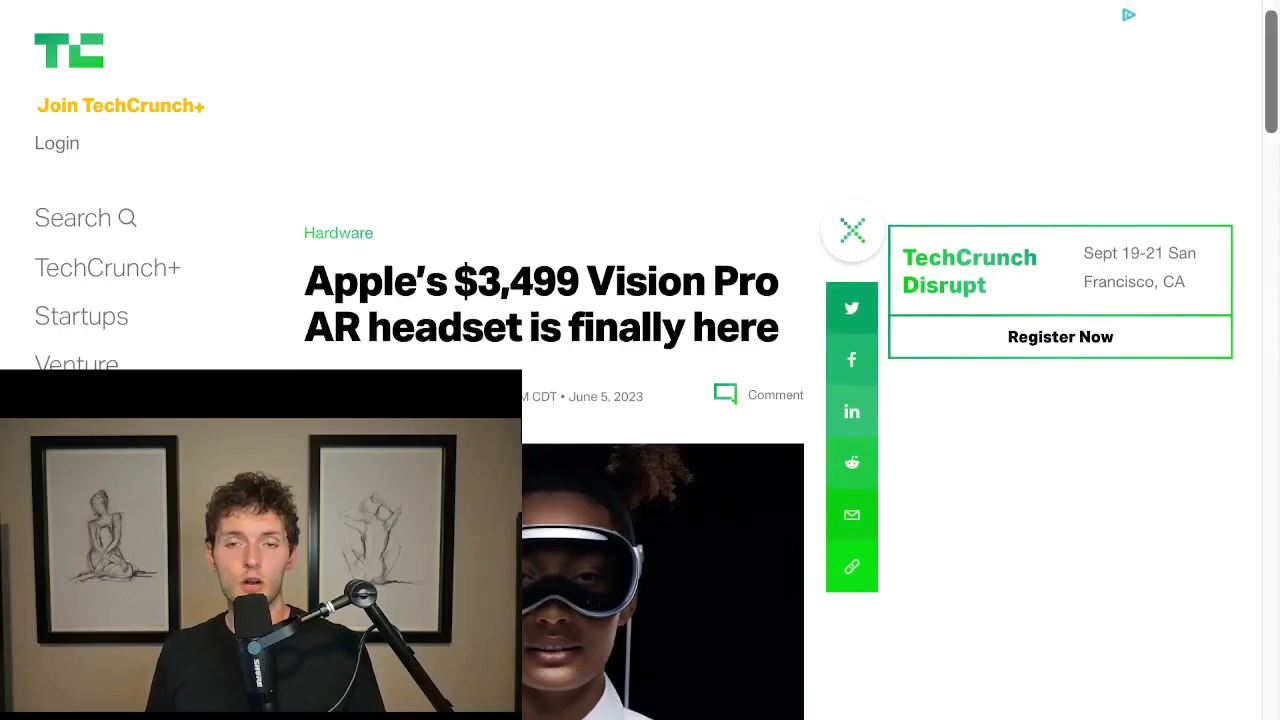 TC
Join TechCrunch+
Login
Search
TechCrunch+
Startups
Venture
Hardware
Apple's $3,499 Vision Pro
AR headset is finally here
M CDT • June 5, 2023
Comment
TechCrunch
Disrupt
Sept 19-21 San
Francisco, CA
Register Now
SHURE